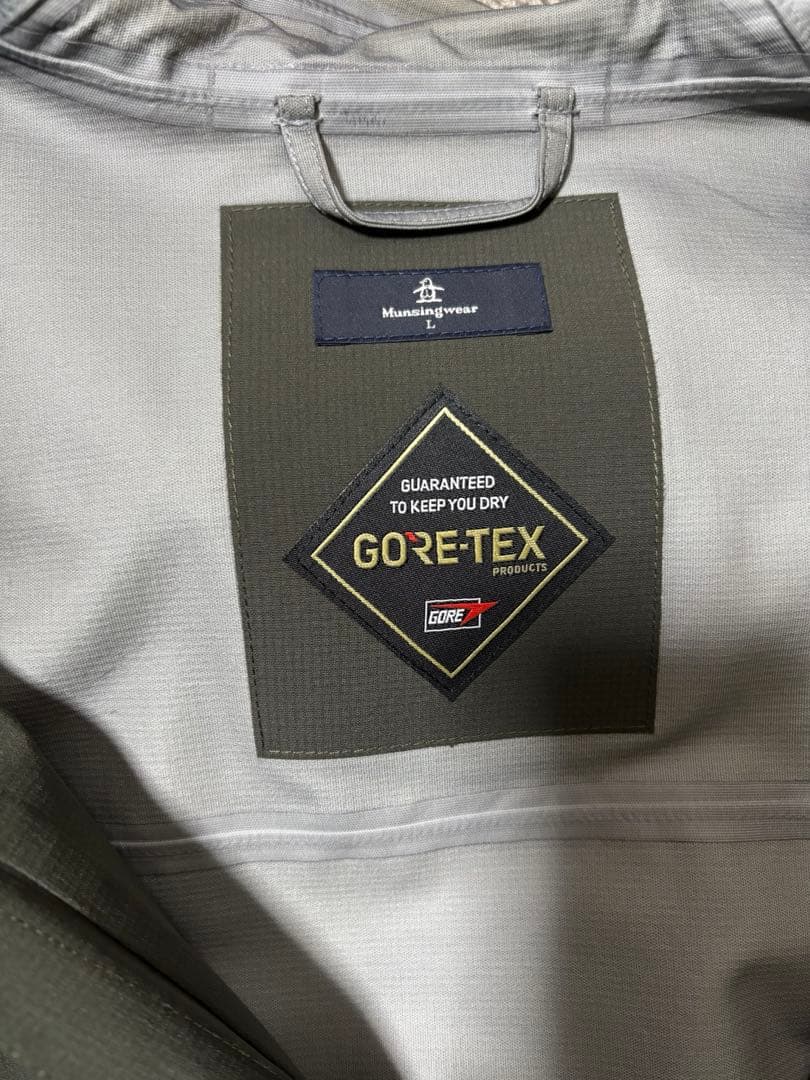 Munsingwear
L
GUARANTEED
TO KEEP YOU DRY
GORE-TEX
PRODUCTS
GORE